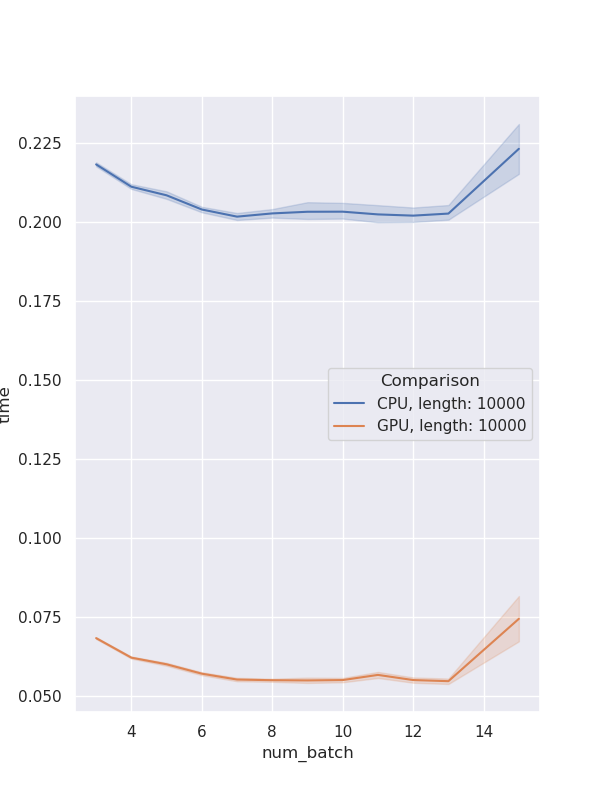 0.225
0.200
0.175
0.150
0.125
0.100
0.075
0.050
time
Comparison
CPU, length: 10000
GPU, length: 10000
4 6 8 10 12 14
num_batch